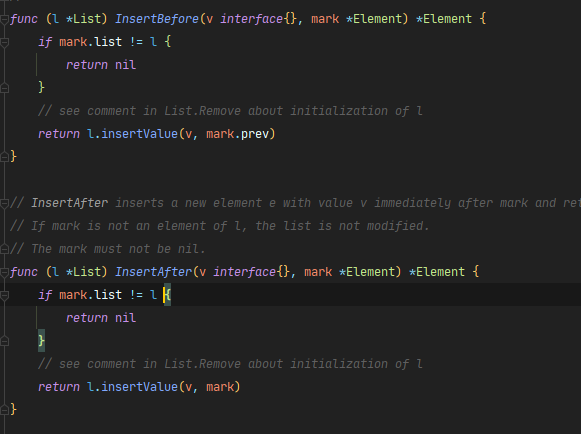 func (l *List) InsertBefore(v interface{}, mark *Element) *Element {
    if mark.list != l {
        return nil
    }
    // see comment in List.Remove about initialization of l
    return l.insertValue(v, mark.prev)
}

// InsertAfter inserts a new element e with value v immediately after mark and
// If mark is not an element of l, the list is not modified.
// The mark must not be nil.
func (l *List) InsertAfter(v interface{}, mark *Element) *Element {
    if mark.list != l {
        return nil
    }
    // see comment in List.Remove about initialization of l
    return l.insertValue(v, mark)
}